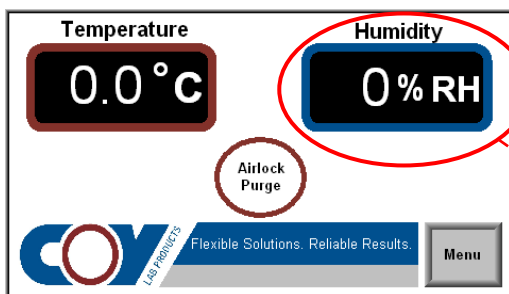 Temperature
Humidity
0.0°C
0% RH
Airlock
Purge
COY
LAB PRODUCTS
Flexible Solutions. Reliable Results.
Menu